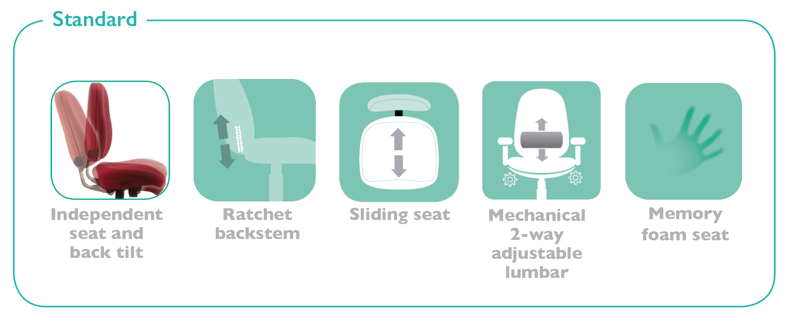 Standard
Independent
seat and
back tilt
Ratchet
backstem
Sliding seat
Mechanical
2-way
adjustable
lumbar
Memory
foam seat